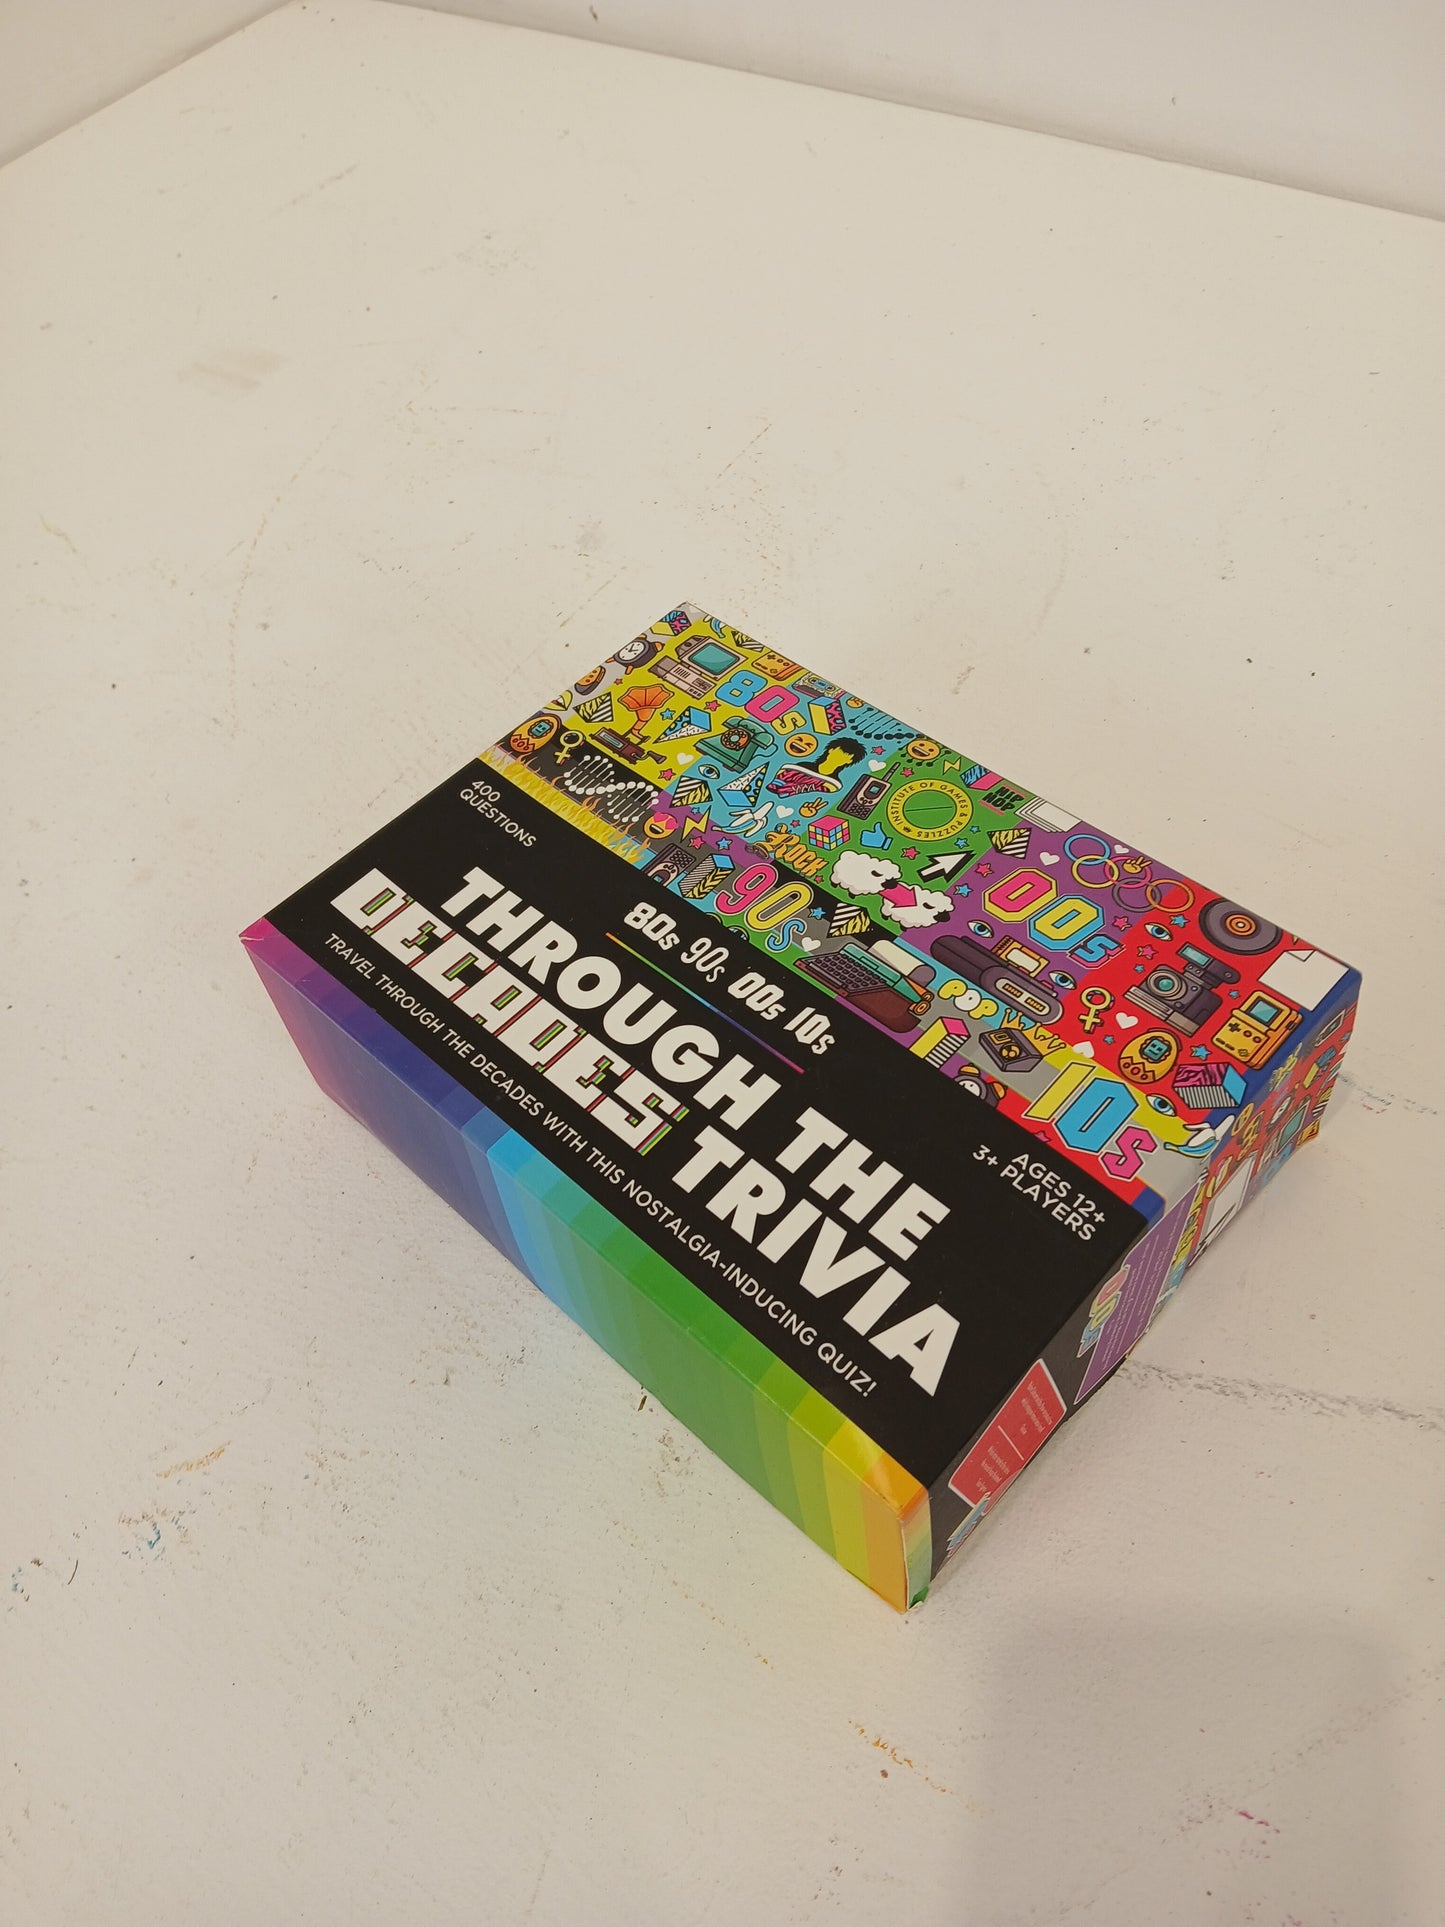 80s
INSTITUTE OF GAMES & PUZZLES
HIP
HOP
ROCK
90s
00s
POP
10s
400
QUESTIONS
80s 90s 00s 10s
THROUGH THE
DECADES TRIVIA
TRAVEL THROUGH THE DECADES WITH THIS NOSTALGIA-INDUCING QUIZ!
AGES 12+
3+ PLAYERS